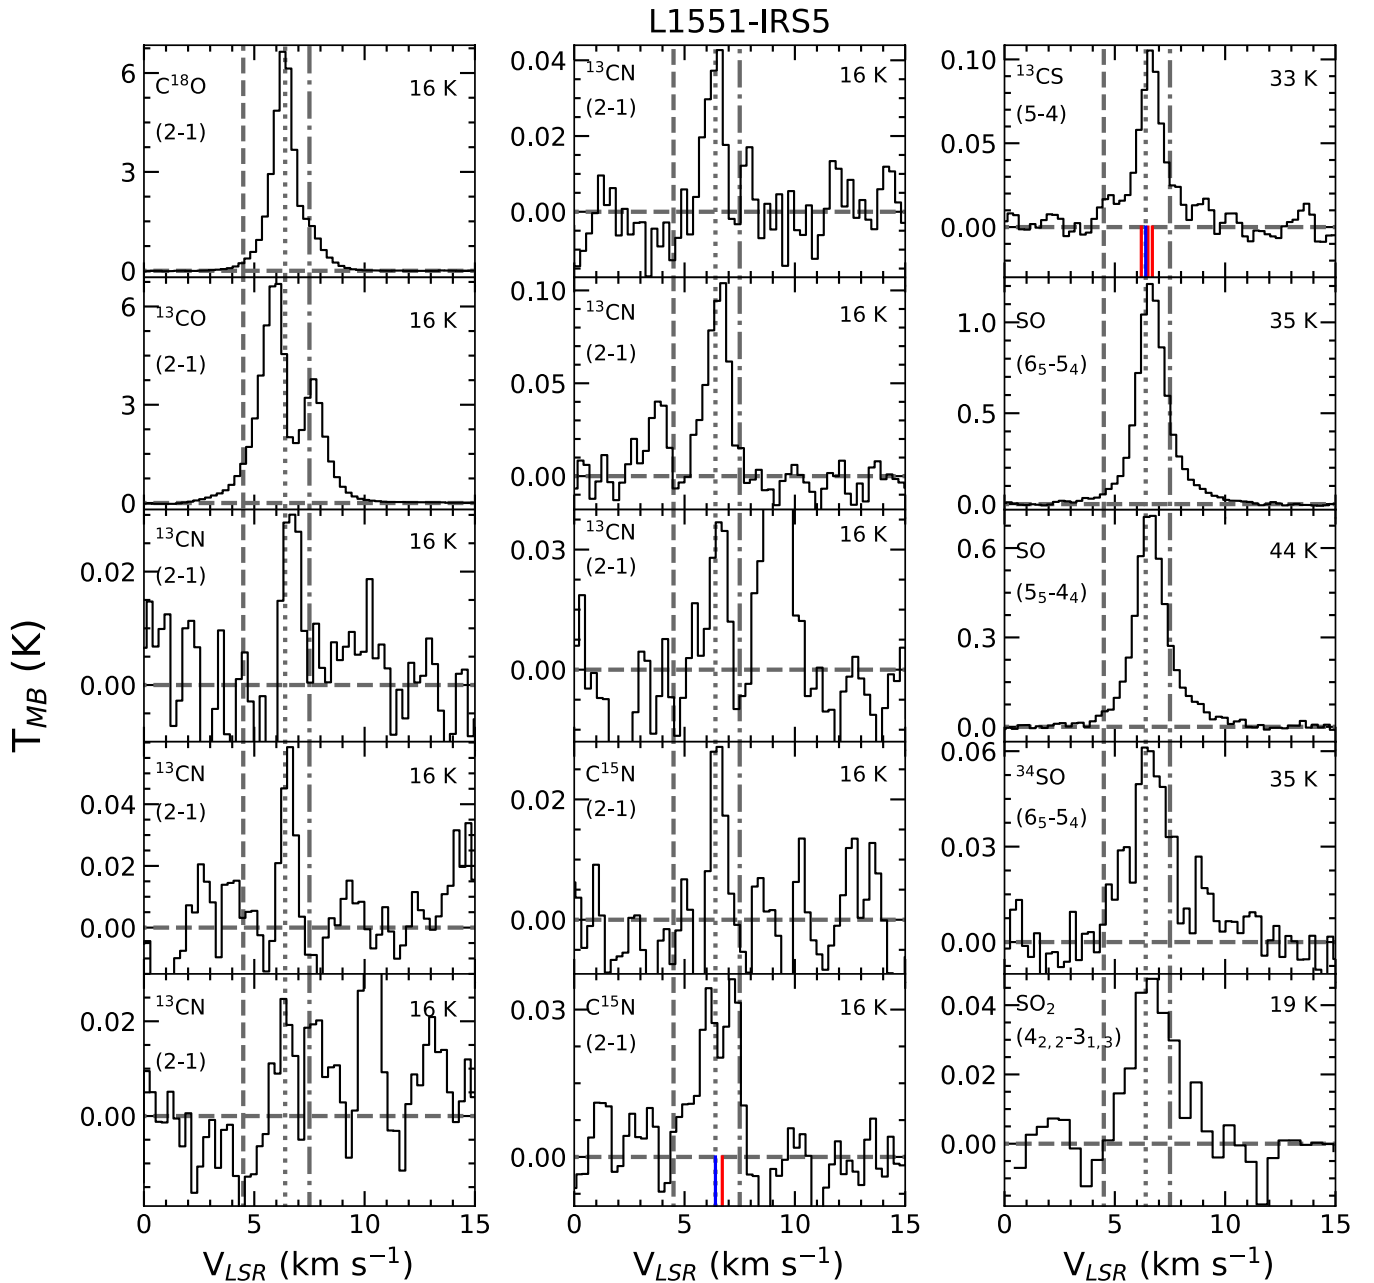 L1551-IRS5
T_MB (K)
6
3
0
C¹⁸O
(2-1)
16 K
6
3
0
¹³CO
(2-1)
16 K
0.02
0.00
¹³CN
(2-1)
16 K
0.04
0.02
0.00
¹³CN
(2-1)
16 K
0.02
0.00
¹³CN
(2-1)
16 K
0 5 10 15
V_LSR (km s⁻¹)
0.04
0.02
0.00
¹³CN
(2-1)
16 K
0.10
0.05
0.00
¹³CN
(2-1)
16 K
0.03
0.00
¹³CN
(2-1)
16 K
0.02
0.00
C¹⁵N
(2-1)
16 K
0.03
0.00
C¹⁵N
(2-1)
16 K
0 5 10 15
V_LSR (km s⁻¹)
0.10
0.05
0.00
¹³CS
(5-4)
33 K
1.0
0.5
0.0
SO
(6₅-5₄)
35 K
0.6
0.3
0.0
SO
(5₅-4₄)
44 K
0.06
0.03
0.00
³⁴SO
(6₅-5₄)
35 K
0.04
0.02
0.00
SO₂
(4₂,₂-3₁,₃)
19 K
0 5 10 15
V_LSR (km s⁻¹)